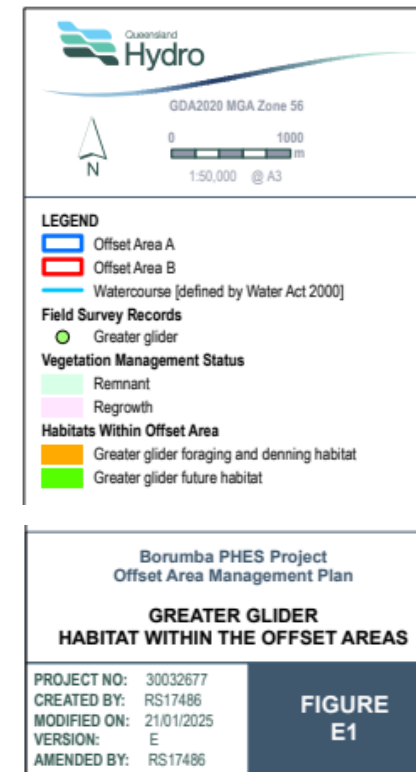 Queensland
Hydro
GDA2020 MGA Zone 56
0 1000
m
N
1:50,000 @ A3
LEGEND
Offset Area A
Offset Area B
Watercourse [defined by Water Act 2000]
Field Survey Records
Greater glider
Vegetation Management Status
Remnant
Regrowth
Habitats Within Offset Area
Greater glider foraging and denning habitat
Greater glider future habitat
Borumba PHES Project
Offset Area Management Plan
GREATER GLIDER
HABITAT WITHIN THE OFFSET AREAS
PROJECT NO: 30032677
CREATED BY: RS17486
MODIFIED ON: 21/01/2025
VERSION: E
AMENDED BY: RS17486
FIGURE
E1